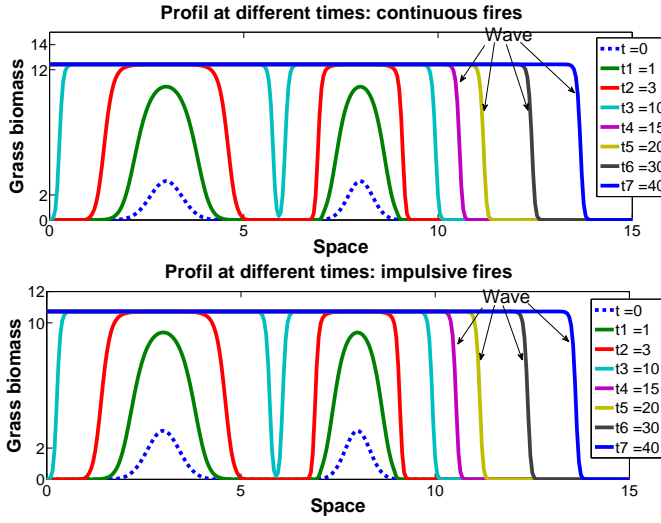 Profil at different times: continuous fires
14
12
2
0
Grass biomass
Wave
t =0
t1 =1
t2 =3
t3 =10
t4 =15
t5 =20
t6 =30
t7 =40
0
5
10
15
Space
Profil at different times: impulsive fires
12
10
2
0
Grass biomass
Wave
t =0
t1 =1
t2 =3
t3 =10
t4 =15
t5 =20
t6 =30
t7 =40
0
5
10
15
Space